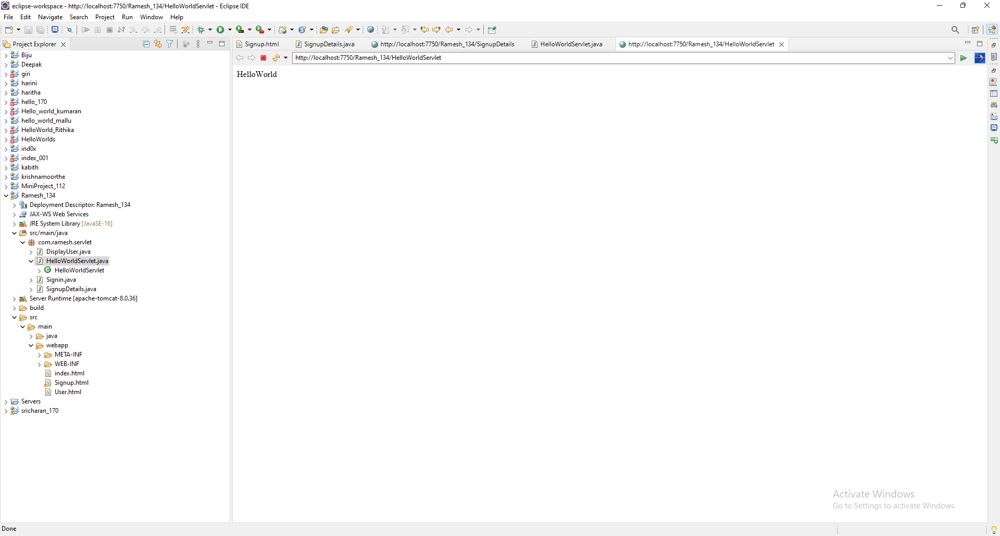 eclipse-workspace - http://localhost:7750/Ramesh_134/HelloWorldServlet - Eclipse IDE
File Edit Navigate Search Project Run Window Help
Project Explorer
Signup.html SignupDetails.java http://localhost:7750/Ramesh_134/SignupDetails HelloWorldServlet.java http://localhost:7750/Ramesh_134/HelloWorldServlet
http://localhost:7750/Ramesh_134/HelloWorldServlet
HelloWorld
Biju
Deepak
giri
harini
haritha
hello_170
Hello_world_kumaran
hello_world_mallu
HelloWorld_Rithika
HelloWorlds
ind0x
index_001
kabith
krishnamoorthe
MiniProject_112
Ramesh_134
Deployment Descriptor: Ramesh_134
JAX-WS Web Services
JRE System Library [JavaSE-16]
src/main/java
com.ramesh.servlet
DisplayUser.java
HelloWorldServlet.java
HelloWorldServlet
Signin.java
SignupDetails.java
Server Runtime [apache-tomcat-8.0.36]
build
src
main
java
webapp
META-INF
WEB-INF
index.html
Signup.html
User.html
Servers
sricharan_170
Activate Windows
Go to Settings to activate Windows.
Done